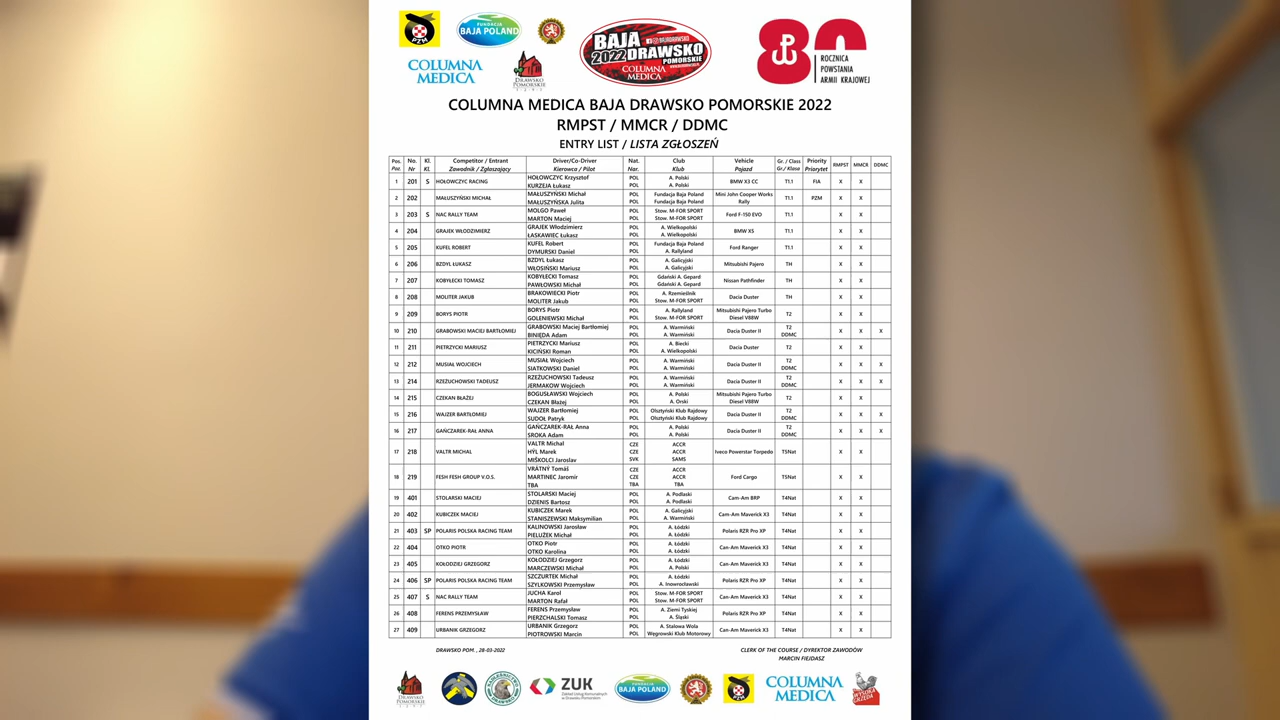 PZM
FUNDACJA
BAJA POLAND
COLUMNA
MEDICA
DRAWSKO
POMORSKIE
BAJA
2022
DRAWSKO
POMORSKIE
COLUMNA
MEDICA
80
ROCZNICA
POWSTANIA
ARMII KRAJOWEJ
COLUMNA MEDICA BAJA DRAWSKO POMORSKIE 2022
RMPST / MMCR / DDMC
ENTRY LIST / LISTA ZGŁOSZEŃ
Pos. No. Kl. Competitor / Entrant Driver/Co-Driver Nat. Club Vehicle Gr. / Class Priority RMPST MMCR DDMC
Poz. Nr Kl. Zawodnik / Zgłaszający Kierowca / Pilot Nar. Klub Pojazd Gr./ Klasa Priorytet
1 201 S HOŁOWCZYC RACING HOŁOWCZYC Krzysztof POL A. Polski BMW X3 CC T1.1 FIA X X
KURZEJA Łukasz POL A. Polski
2 202 MAŁUSZYŃSKI MICHAŁ MAŁUSZYŃSKI Michał POL Fundacja Baja Poland Mini John Cooper Works Rally T1.1 PZM X X
MAŁUSZYŃSKA Julita POL Fundacja Baja Poland
3 203 S NAC RALLY TEAM MOLGO Paweł POL Stow. M-FOR SPORT Ford F-150 EVO T1.1 X X
MARTON Maciej POL Stow. M-FOR SPORT
4 204 GRAJEK WŁODZIMIERZ GRAJEK Włodzimierz POL A. Wielkopolski BMW X5 T1.1 X X
ŁASKAWIEC Łukasz POL A. Wielkopolski
5 205 KUFEL ROBERT KUFEL Robert POL Fundacja Baja Poland Ford Ranger T1.1 X X
DYMURSKI Daniel POL A. Rallyland
6 206 BZDYL ŁUKASZ BZDYL Łukasz POL A. Galicyjski Mitsubishi Pajero TH X X
WŁOSIŃSKI Mariusz POL A. Galicyjski
7 207 KOBYŁECKI TOMASZ KOBYŁECKI Tomasz POL Gdański A. Gepard Nissan Pathfinder TH X X
PAWŁOWSKI Michał POL Gdański A. Gepard
8 208 MOLITER JAKUB BRAKOWIECKI Piotr POL A. Rzemieślnik Dacia Duster TH X X
MOLITER Jakub POL Stow. M-FOR SPORT
9 209 BORYS PIOTR BORYS Piotr POL A. Rallyland Mitsubishi Pajero Turbo Diesel V88W T2 X X
GOLENIEWSKI Michał POL Stow. M-FOR SPORT
10 210 GRABOWSKI MACIEJ BARTŁOMIEJ GRABOWSKI Maciej Bartłomiej POL A. Warmiński Dacia Duster II T2 DDMC X X X
BINIĘDA Adam POL A. Warmiński
11 211 PIETRZYCKI MARIUSZ PIETRZYCKI Mariusz POL A. Biecki Dacia Duster T2 X X
KICIŃSKI Roman POL A. Wielkopolski
12 212 MUSIAŁ WOJCIECH MUSIAŁ Wojciech POL A. Warmiński Dacia Duster II T2 DDMC X X X
SIATKOWSKI Daniel POL A. Warmiński
13 214 RZEŻUCHOWSKI TADEUSZ RZEŻUCHOWSKI Tadeusz POL A. Warmiński Dacia Duster II T2 DDMC X X X
JERMAKOW Wojciech POL A. Warmiński
14 215 CZEKAN BŁAŻEJ BOGUSŁAWSKI Wojciech POL A. Polski Mitsubishi Pajero Turbo Diesel V88W T2 X X
CZEKAN Błażej POL A. Orski
15 216 WAJZER BARTŁOMIEJ WAJZER Bartłomiej POL Olsztyński Klub Rajdowy Dacia Duster II T2 DDMC X X X
SUDOŁ Patryk POL Olsztyński Klub Rajdowy
16 217 GAŃCZAREK-RAŁ ANNA GAŃCZAREK-RAŁ Anna POL A. Polski Dacia Duster II T2 DDMC X X X
SROKA Adam POL A. Polski
17 218 VALTR MICHAL VALTR Michal CZE ACCR Iveco Powerstar Torpedo T5Nat X X
HÝL Marek CZE ACCR
MIŠKOLCI Jaroslav SVK SAMS
18 219 FESH FESH GROUP V.O.S. VRÁTNÝ Tomáš CZE ACCR Ford Cargo T5Nat X X
MARTINEC Jaromír CZE ACCR
TBA TBA TBA
19 401 STOLARSKI MACIEJ STOLARSKI Maciej POL A. Podlaski Cam-Am BRP T4Nat X X
DZIENIS Bartosz POL A. Podlaski
20 402 KUBICZEK MACIEJ KUBICZEK Marek POL A. Galicyjski Cam-Am Maverick X3 T4Nat X X
STANISZEWSKI Maksymilian POL A. Warmiński
21 403 SP POLARIS POLSKA RACING TEAM KALINOWSKI Jarosław POL A. Łódzki Polaris RZR Pro XP T4Nat X X
PIELUŻEK Michał POL A. Łódzki
22 404 OTKO PIOTR OTKO Piotr POL A. Łódzki Can-Am Maverick X3 T4Nat X X
OTKO Karolina POL A. Łódzki
23 405 KOŁODZIEJ GRZEGORZ KOŁODZIEJ Grzegorz POL A. Łódzki Can-Am Maverick X3 T4Nat X X
MARCZEWSKI Michał POL A. Polski
24 406 SP POLARIS POLSKA RACING TEAM SZCZURTEK Michał POL A. Łódzki Polaris RZR Pro XP T4Nat X X
SZYLKOWSKI Przemysław POL A. Inowrocławski
25 407 S NAC RALLY TEAM JUCHA Karol POL Stow. M-FOR SPORT Can-Am Maverick X3 T4Nat X X
MARTON Rafał POL Stow. M-FOR SPORT
26 408 FERENS PRZEMYSŁAW FERENS Przemysław POL A. Ziemi Tyskiej Polaris RZR Pro XP T4Nat X X
PIERZCHALSKI Tomasz POL A. Śląski
27 409 URBANIK GRZEGORZ URBANIK Grzegorz POL A. Stalowa Wola Can-Am Maverick X3 T4Nat X X
PIOTROWSKI Marcin POL Węgrowski Klub Motorowy
DRAWSKO POM. , 28-03-2022
CLERK OF THE COURSE / DYREKTOR ZAWODÓW
MARCIN FIEJDASZ
ZUK
FUNDACJA
BAJA POLAND
PZM
COLUMNA
MEDICA
WYSOKA
GRZĘDA